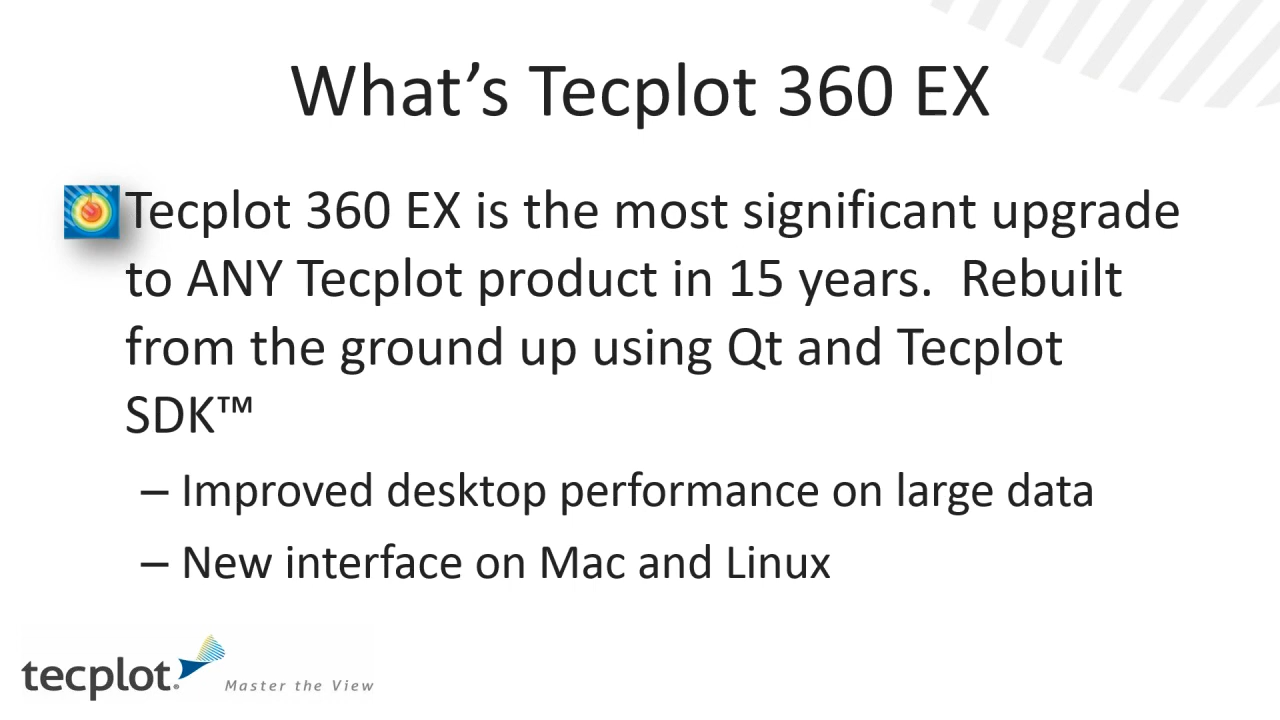 What’s Tecplot 360 EX
Tecplot 360 EX is the most significant upgrade
to ANY Tecplot product in 15 years.  Rebuilt
from the ground up using Qt and Tecplot
SDK™
– Improved desktop performance on large data
– New interface on Mac and Linux
tecplot® Master the View